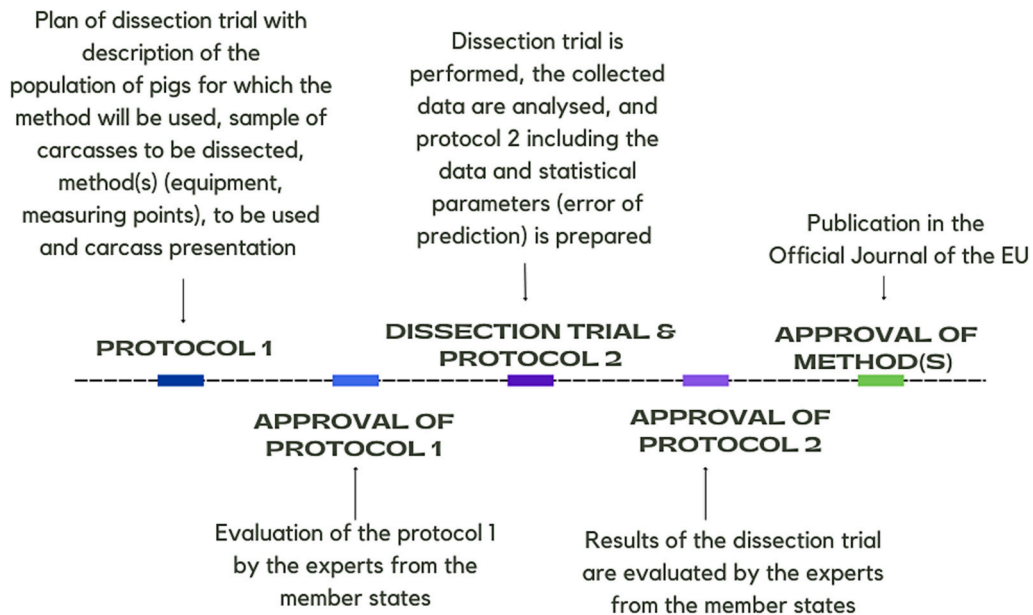 Plan of dissection trial with
description of the
population of pigs for which the
method will be used, sample of
carcasses to be dissected,
method(s) (equipment,
measuring points), to be used
and carcass presentation
PROTOCOL 1
Evaluation of the protocol 1
by the experts from the
member states
APPROVAL OF
PROTOCOL 1
Dissection trial is
performed, the collected
data are analysed, and
protocol 2 including the
data and statistical
parameters (error of
prediction) is prepared
DISSECTION TRIAL &
PROTOCOL 2
APPROVAL OF
PROTOCOL 2
Results of the dissection trial
are evaluated by the experts
from the member states
Publication in the
Official Journal of the EU
APPROVAL OF
METHOD(S)